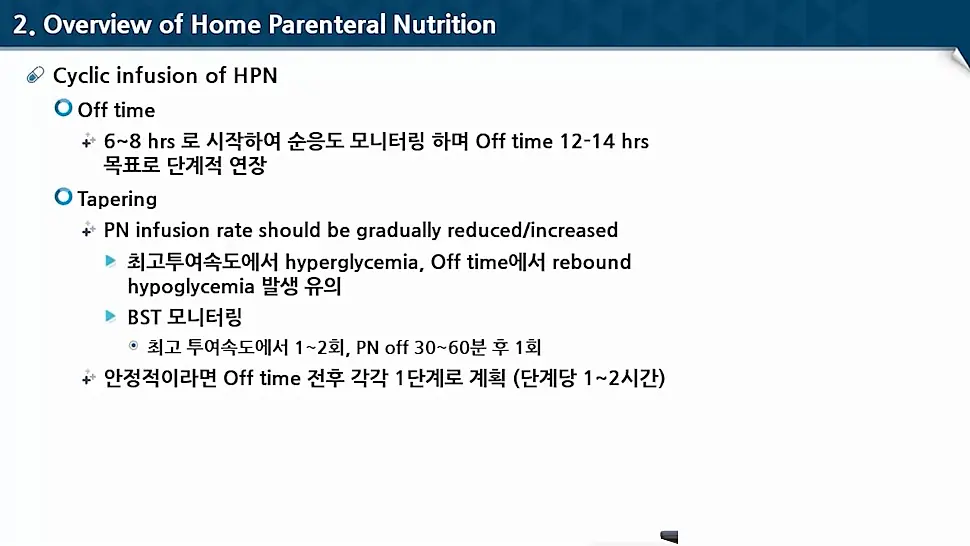 2. Overview of Home Parenteral Nutrition
Cyclic infusion of HPN
Off time
6~8 hrs 로 시작하여 순응도 모니터링 하며 Off time 12-14 hrs
목표로 단계적 연장
Tapering
PN infusion rate should be gradually reduced/increased
최고투여속도에서 hyperglycemia, Off time에서 rebound
hypoglycemia 발생 유의
BST 모니터링
최고 투여속도에서 1~2회, PN off 30~60분 후 1회
안정적이라면 Off time 전후 각각 1단계로 계획 (단계당 1~2시간)